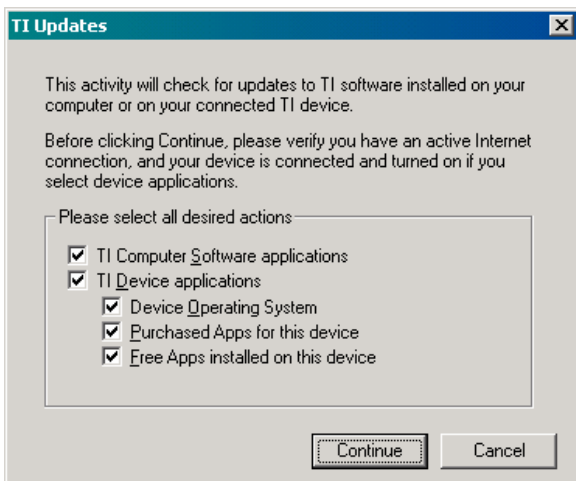 TI Updates
This activity will check for updates to TI software installed on your
computer or on your connected TI device.
Before clicking Continue, please verify you have an active Internet
connection, and your device is connected and turned on if you
select device applications.
Please select all desired actions
TI Computer Software applications
TI Device applications
Device Operating System
Purchased Apps for this device
Free Apps installed on this device
Continue Cancel